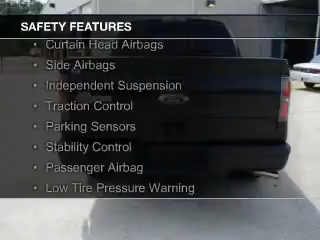 SAFETY FEATURES
• Curtain Head Airbags
• Side Airbags
• Independent Suspension
• Traction Control
• Parking Sensors
• Stability Control
• Passenger Airbag
• Low Tire Pressure Warning
Ford